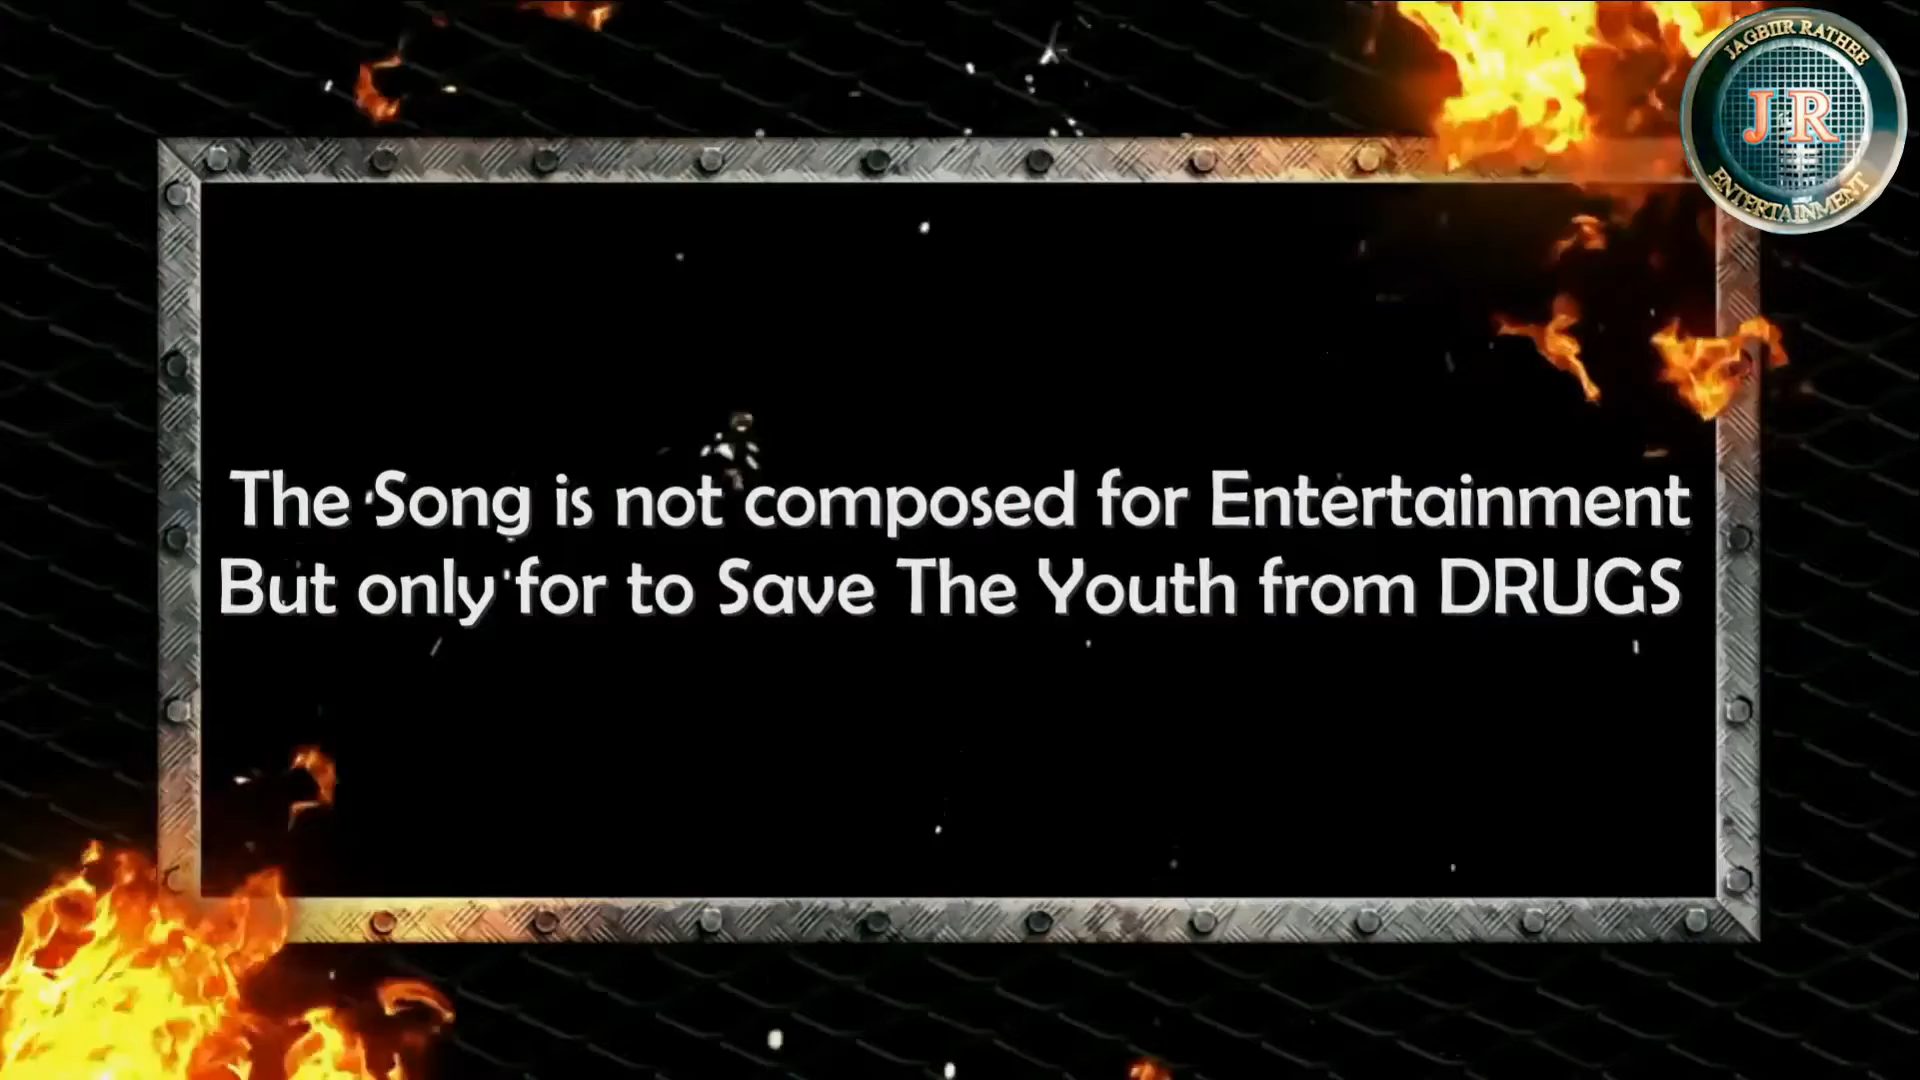 JAGBIIR RATHEE
JR
ENTERTAINMENT
The Song is not composed for Entertainment
But only for to Save The Youth from DRUGS